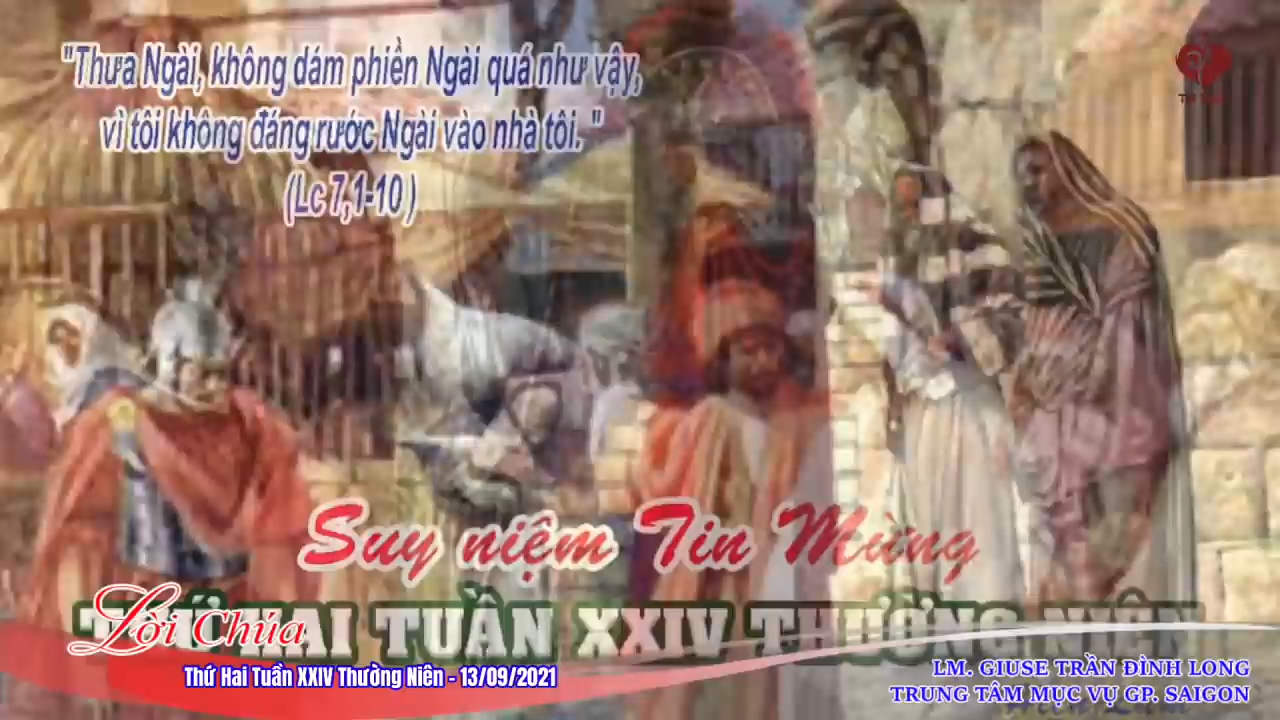 "Thưa Ngài, không dám phiền Ngài quá như vậy,
vì tôi không đáng rước Ngài vào nhà tôi."
(Lc 7,1-10)
Suy niệm Tin Mừng
THỨ HAI TUẦN XXIV THƯỜNG NIÊN
Lời Chúa
Thứ Hai Tuần XXIV Thường Niên - 13/09/2021
LM. GIUSE TRẦN ĐÌNH LONG
TRUNG TÂM MỤC VỤ GP. SAIGON